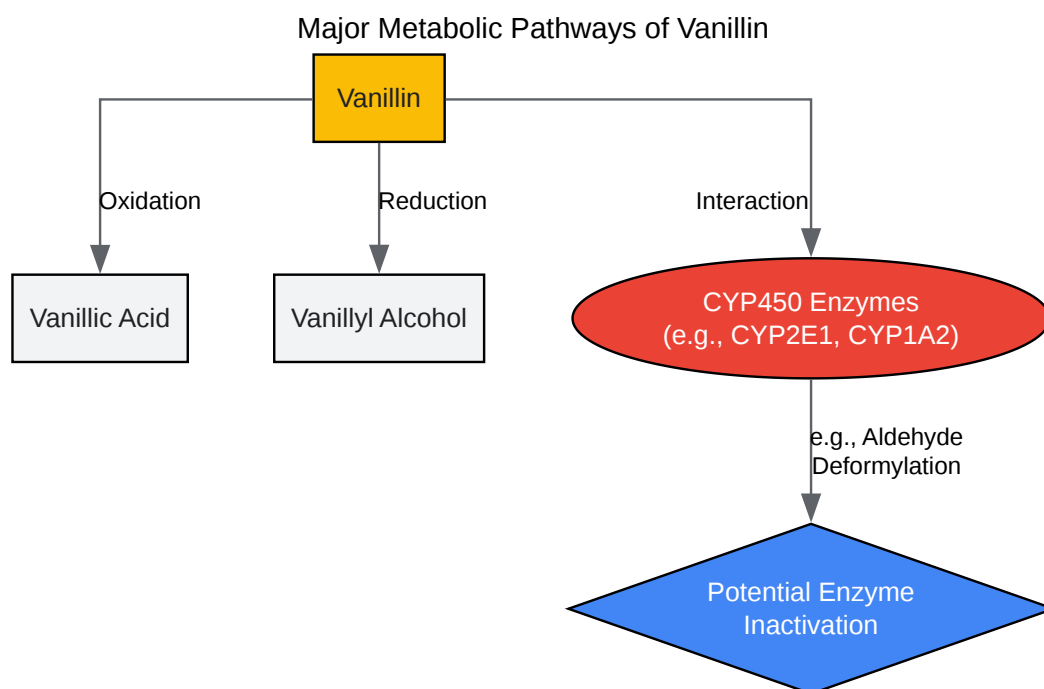 Major Metabolic Pathways of Vanillin
Vanillin
Oxidation
Reduction
Interaction
Vanillic Acid
Vanillyl Alcohol
CYP450 Enzymes
(e.g., CYP2E1, CYP1A2)
e.g., Aldehyde
Deformylation
Potential Enzyme
Inactivation